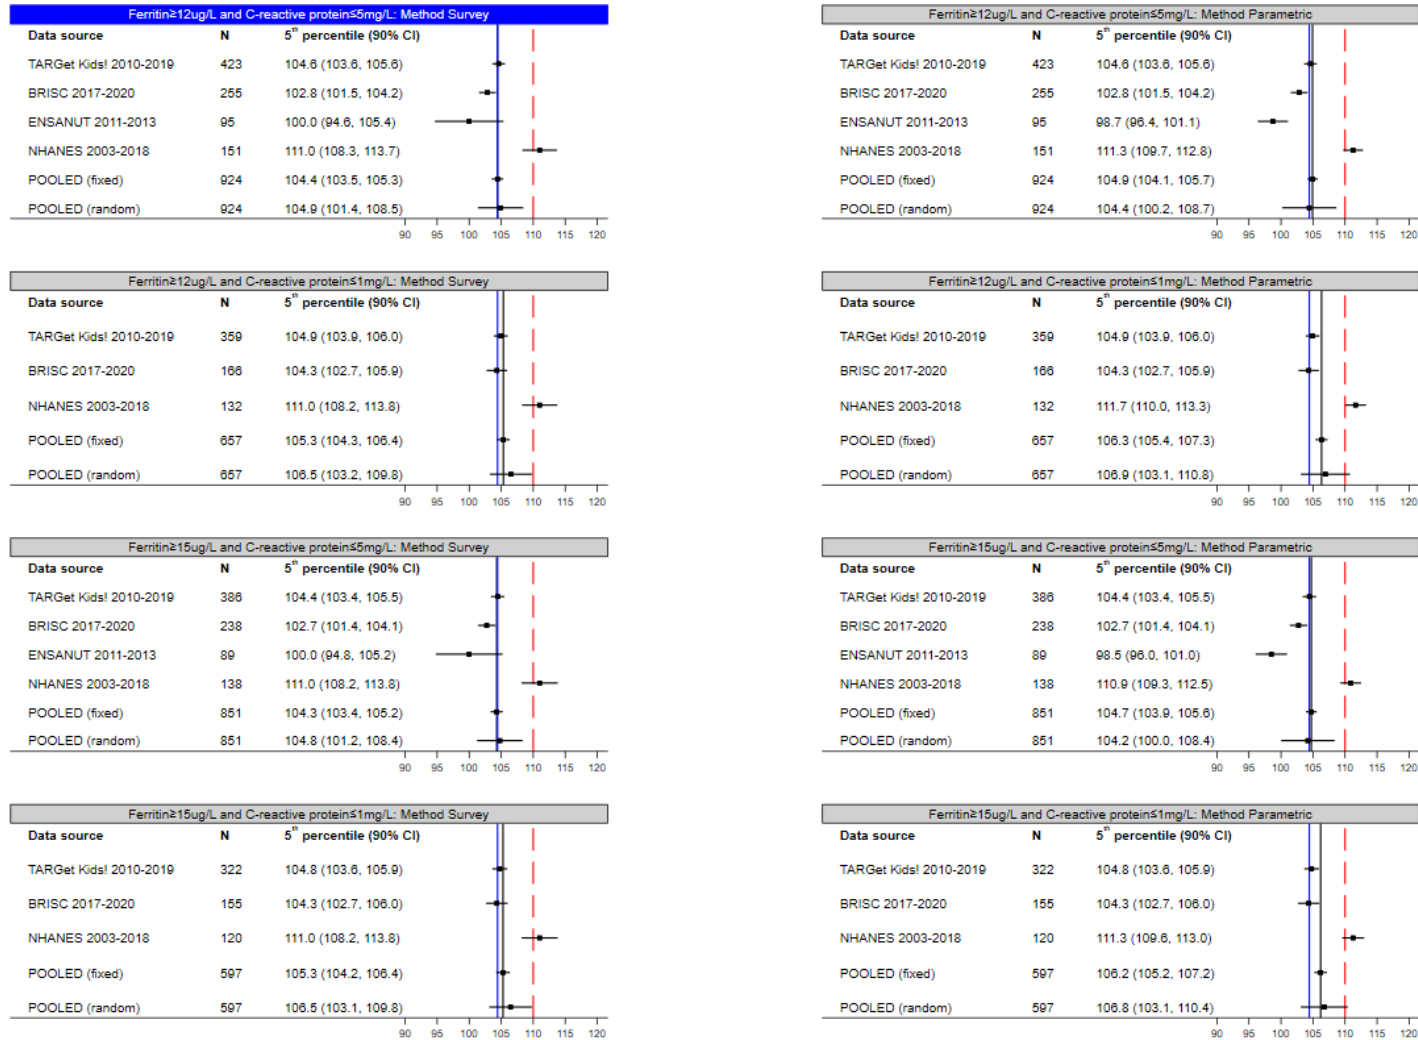 Ferritin≥12ug/L and C-reactive protein≤5mg/L: Method Survey
Data source N 5th percentile (90% CI)
TARGet Kids! 2010-2019 423 104.6 (103.6, 105.6)
BRISC 2017-2020 255 102.8 (101.5, 104.2)
ENSANUT 2011-2013 95 100.0 (94.6, 105.4)
NHANES 2003-2018 151 111.0 (108.3, 113.7)
POOLED (fixed) 924 104.4 (103.5, 105.3)
POOLED (random) 924 104.9 (101.4, 108.5)
90 95 100 105 110 115 120
Ferritin≥12ug/L and C-reactive protein≤5mg/L: Method Parametric
Data source N 5th percentile (90% CI)
TARGet Kids! 2010-2019 423 104.6 (103.6, 105.6)
BRISC 2017-2020 255 102.8 (101.5, 104.2)
ENSANUT 2011-2013 95 98.7 (96.4, 101.1)
NHANES 2003-2018 151 111.3 (109.7, 112.8)
POOLED (fixed) 924 104.9 (104.1, 105.7)
POOLED (random) 924 104.4 (100.2, 108.7)
90 95 100 105 110 115 120
Ferritin≥12ug/L and C-reactive protein≤1mg/L: Method Survey
Data source N 5th percentile (90% CI)
TARGet Kids! 2010-2019 359 104.9 (103.9, 106.0)
BRISC 2017-2020 166 104.3 (102.7, 105.9)
NHANES 2003-2018 132 111.0 (108.2, 113.8)
POOLED (fixed) 657 105.3 (104.3, 106.4)
POOLED (random) 657 106.5 (103.2, 109.8)
90 95 100 105 110 115 120
Ferritin≥12ug/L and C-reactive protein≤1mg/L: Method Parametric
Data source N 5th percentile (90% CI)
TARGet Kids! 2010-2019 359 104.9 (103.9, 106.0)
BRISC 2017-2020 166 104.3 (102.7, 105.9)
NHANES 2003-2018 132 111.7 (110.0, 113.3)
POOLED (fixed) 657 106.3 (105.4, 107.3)
POOLED (random) 657 106.9 (103.1, 110.8)
90 95 100 105 110 115 120
Ferritin≥15ug/L and C-reactive protein≤5mg/L: Method Survey
Data source N 5th percentile (90% CI)
TARGet Kids! 2010-2019 386 104.4 (103.4, 105.5)
BRISC 2017-2020 238 102.7 (101.4, 104.1)
ENSANUT 2011-2013 89 100.0 (94.8, 105.2)
NHANES 2003-2018 138 111.0 (108.2, 113.8)
POOLED (fixed) 851 104.3 (103.4, 105.2)
POOLED (random) 851 104.8 (101.2, 108.4)
90 95 100 105 110 115 120
Ferritin≥15ug/L and C-reactive protein≤5mg/L: Method Parametric
Data source N 5th percentile (90% CI)
TARGet Kids! 2010-2019 386 104.4 (103.4, 105.5)
BRISC 2017-2020 238 102.7 (101.4, 104.1)
ENSANUT 2011-2013 89 98.5 (96.0, 101.0)
NHANES 2003-2018 138 110.9 (109.3, 112.5)
POOLED (fixed) 851 104.7 (103.9, 105.6)
POOLED (random) 851 104.2 (100.0, 108.4)
90 95 100 105 110 115 120
Ferritin≥15ug/L and C-reactive protein≤1mg/L: Method Survey
Data source N 5th percentile (90% CI)
TARGet Kids! 2010-2019 322 104.8 (103.6, 105.9)
BRISC 2017-2020 155 104.3 (102.7, 106.0)
NHANES 2003-2018 120 111.0 (108.2, 113.8)
POOLED (fixed) 597 105.3 (104.2, 106.4)
POOLED (random) 597 106.5 (103.1, 109.8)
90 95 100 105 110 115 120
Ferritin≥15ug/L and C-reactive protein≤1mg/L: Method Parametric
Data source N 5th percentile (90% CI)
TARGet Kids! 2010-2019 322 104.8 (103.6, 105.9)
BRISC 2017-2020 155 104.3 (102.7, 106.0)
NHANES 2003-2018 120 111.3 (109.6, 113.0)
POOLED (fixed) 597 106.2 (105.2, 107.2)
POOLED (random) 597 106.8 (103.1, 110.4)
90 95 100 105 110 115 120